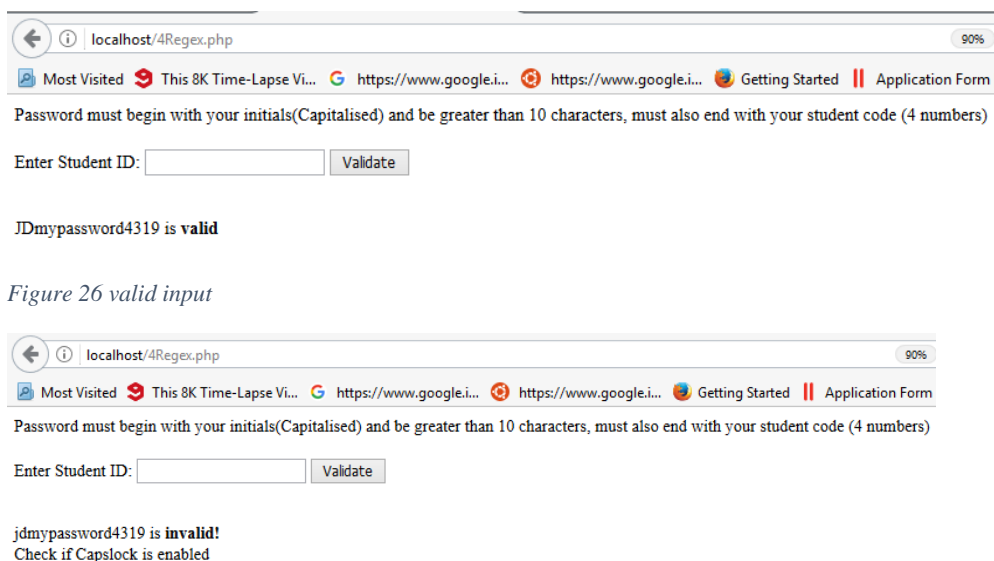 localhost/4Regex.php 90%
Most Visited This 8K Time-Lapse Vi... https://www.google.i... https://www.google.i... Getting Started Application Form
Password must begin with your initials(Capitalised) and be greater than 10 characters, must also end with your student code (4 numbers)
Enter Student ID: Validate
JDmypassword4319 is valid
Figure 26 valid input
localhost/4Regex.php 90%
Most Visited This 8K Time-Lapse Vi... https://www.google.i... https://www.google.i... Getting Started Application Form
Password must begin with your initials(Capitalised) and be greater than 10 characters, must also end with your student code (4 numbers)
Enter Student ID: Validate
jdmypassword4319 is invalid!
Check if Capslock is enabled